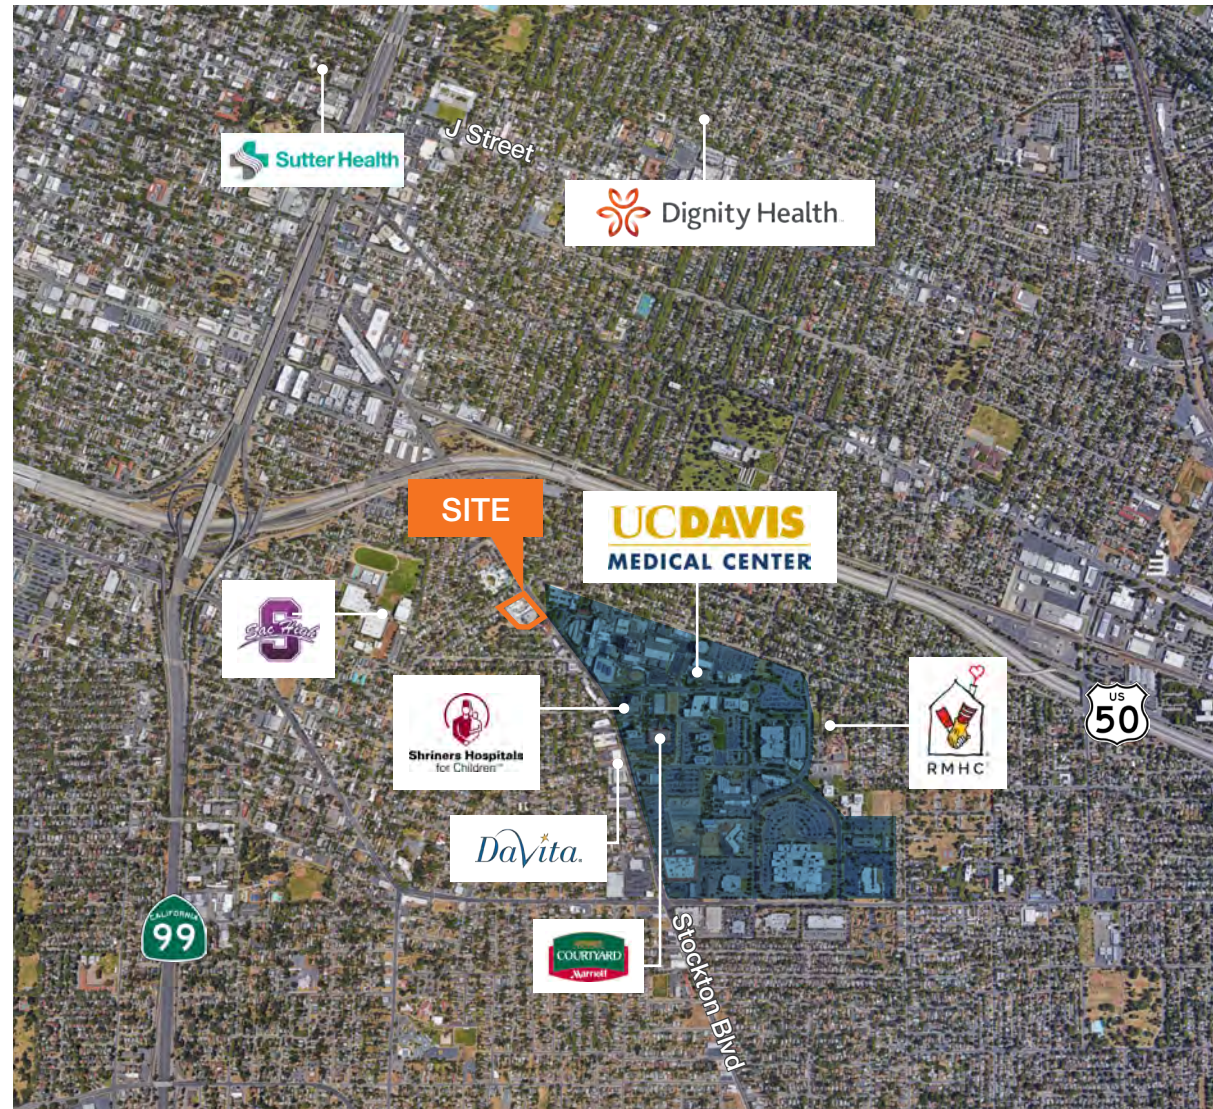 J Street
Sutter Health
Dignity Health
SITE
UCDAVIS
MEDICAL CENTER
S
Sac High
Shriners Hospitals
for Children™
RMHC®
US
50
DaVita.
CALIFORNIA
99
COURTYARD
Marriott
Stockton Blvd